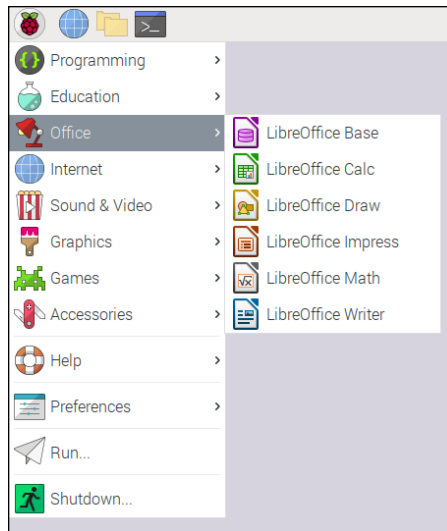 Programming
Education
Office
Internet
Sound & Video
Graphics
Games
Accessories
Help
Preferences
Run...
Shutdown...
LibreOffice Base
LibreOffice Calc
LibreOffice Draw
LibreOffice Impress
LibreOffice Math
LibreOffice Writer